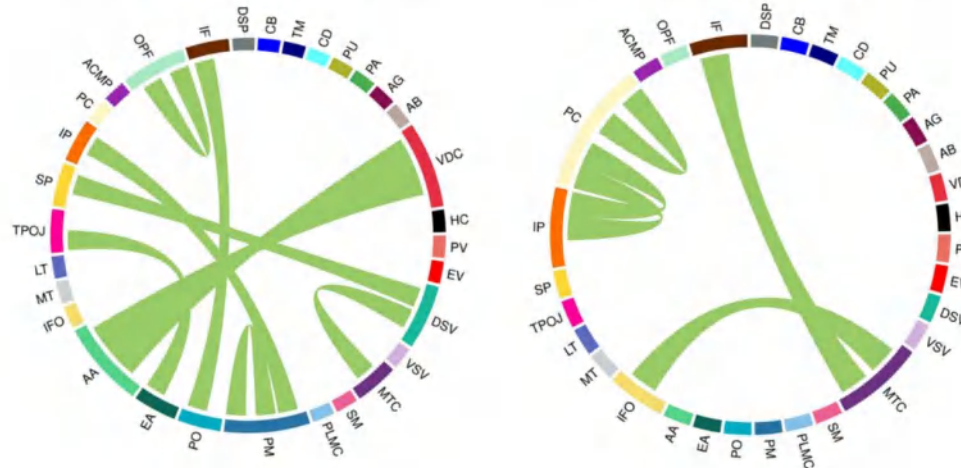 OPF
IF
DSP
CB
TM
CD
PU
PA
AG
AB
VDC
HC
PV
EV
DSV
VSV
MTC
SM
PLMC
PM
PO
EA
AA
IFO
MT
LT
TPOJ
SP
IP
PC
ACMP
OPF
IF
DSP
CB
TM
CD
PU
PA
AG
AB
VD
H
P
EV
DSV
VSV
MTC
SM
PLMC
PM
PO
EA
AA
IFO
MT
LT
TPOJ
SP
IP
PC
ACMP